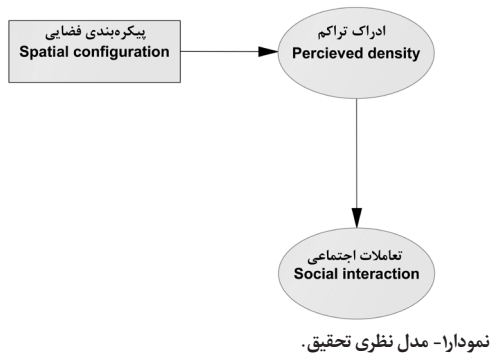 پیکره‌بندی فضایی
Spatial configuration
ادراک تراکم
Percieved density
تعاملات اجتماعی
Social interaction
نمودار۱- مدل نظری تحقیق.